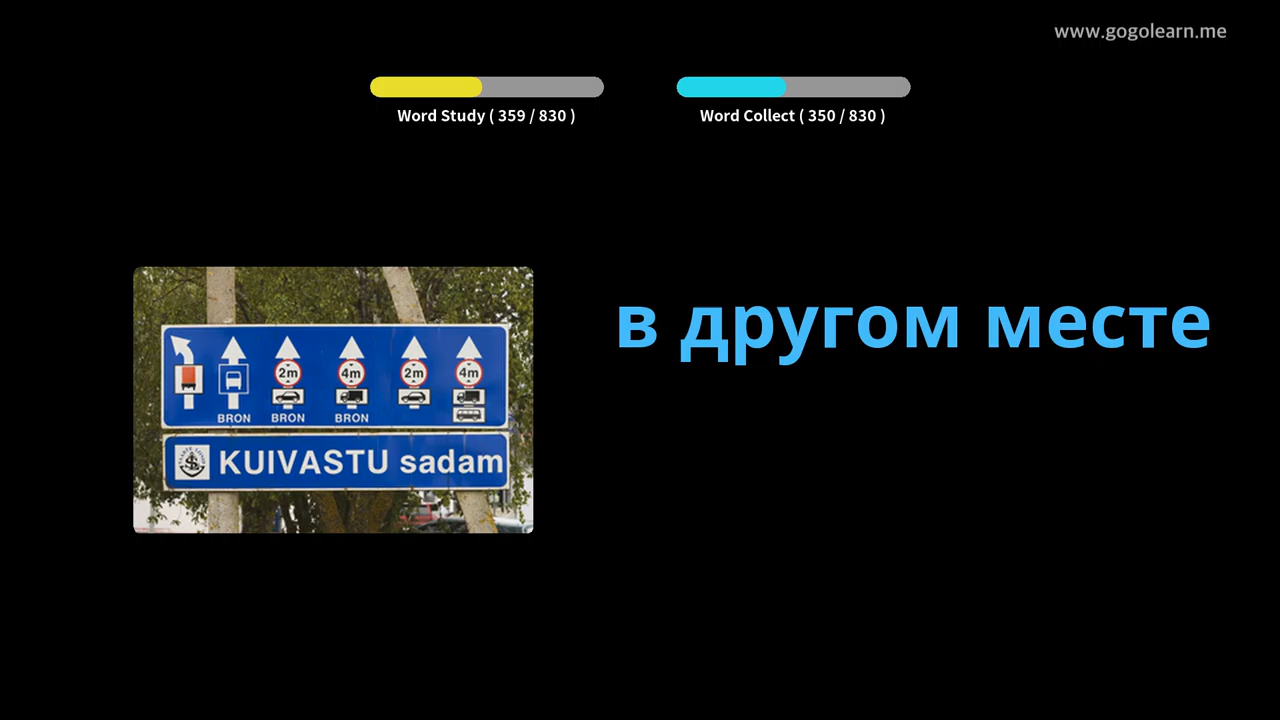 www.gogolearn.me
Word Study ( 359 / 830 )
Word Collect ( 350 / 830 )
в другом месте
2m 4m 2m 4m
BRON BRON BRON
KUIVASTU sadam